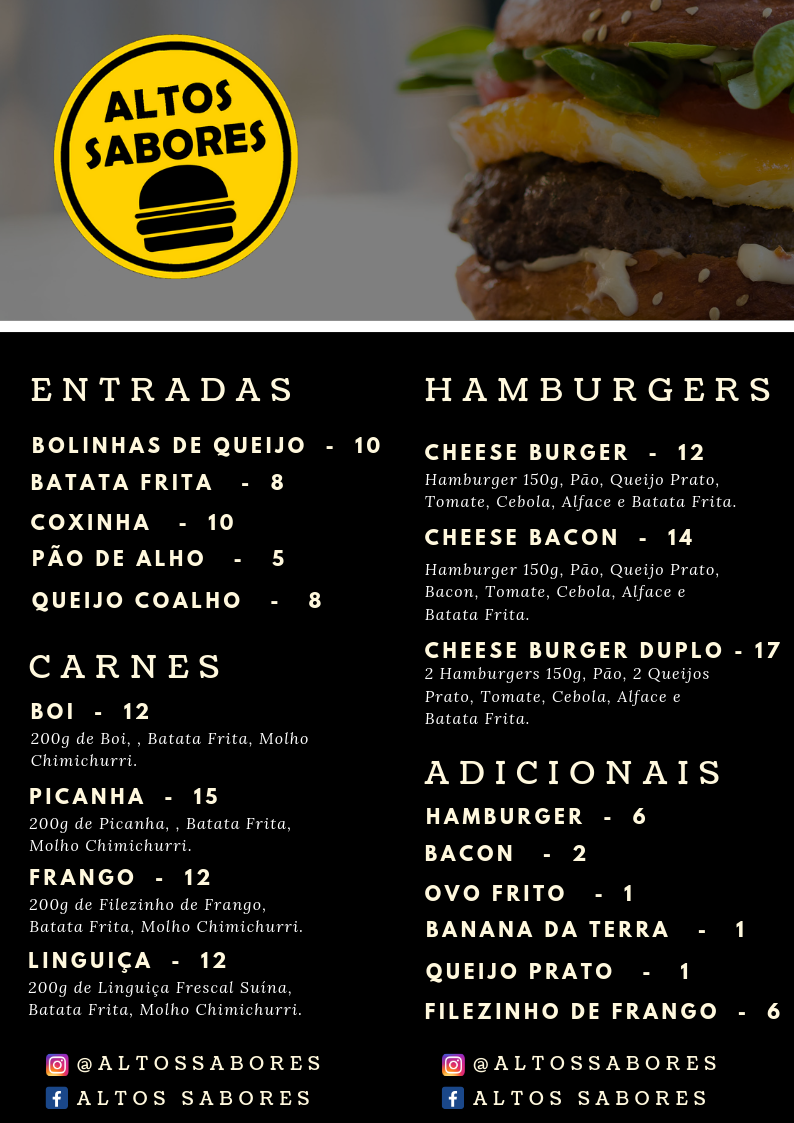 ALTOS
SABORES
ENTRADAS
BOLINHAS DE QUEIJO - 10
BATATA FRITA - 8
COXINHA - 10
PÃO DE ALHO - 5
QUEIJO COALHO - 8
CARNES
BOI - 12
200g de Boi, , Batata Frita, Molho
Chimichurri.
PICANHA - 15
200g de Picanha, , Batata Frita,
Molho Chimichurri.
FRANGO - 12
200g de Filezinho de Frango,
Batata Frita, Molho Chimichurri.
LINGUIÇA - 12
200g de Linguiça Frescal Suína,
Batata Frita, Molho Chimichurri.
@ALTOSSABORES
ALTOS SABORES
HAMBURGERS
CHEESE BURGER - 12
Hamburger 150g, Pão, Queijo Prato,
Tomate, Cebola, Alface e Batata Frita.
CHEESE BACON - 14
Hamburger 150g, Pão, Queijo Prato,
Bacon, Tomate, Cebola, Alface e
Batata Frita.
CHEESE BURGER DUPLO - 17
2 Hamburgers 150g, Pão, 2 Queijos
Prato, Tomate, Cebola, Alface e
Batata Frita.
ADICIONAIS
HAMBURGER - 6
BACON - 2
OVO FRITO - 1
BANANA DA TERRA - 1
QUEIJO PRATO - 1
FILEZINHO DE FRANGO - 6
@ALTOSSABORES
ALTOS SABORES